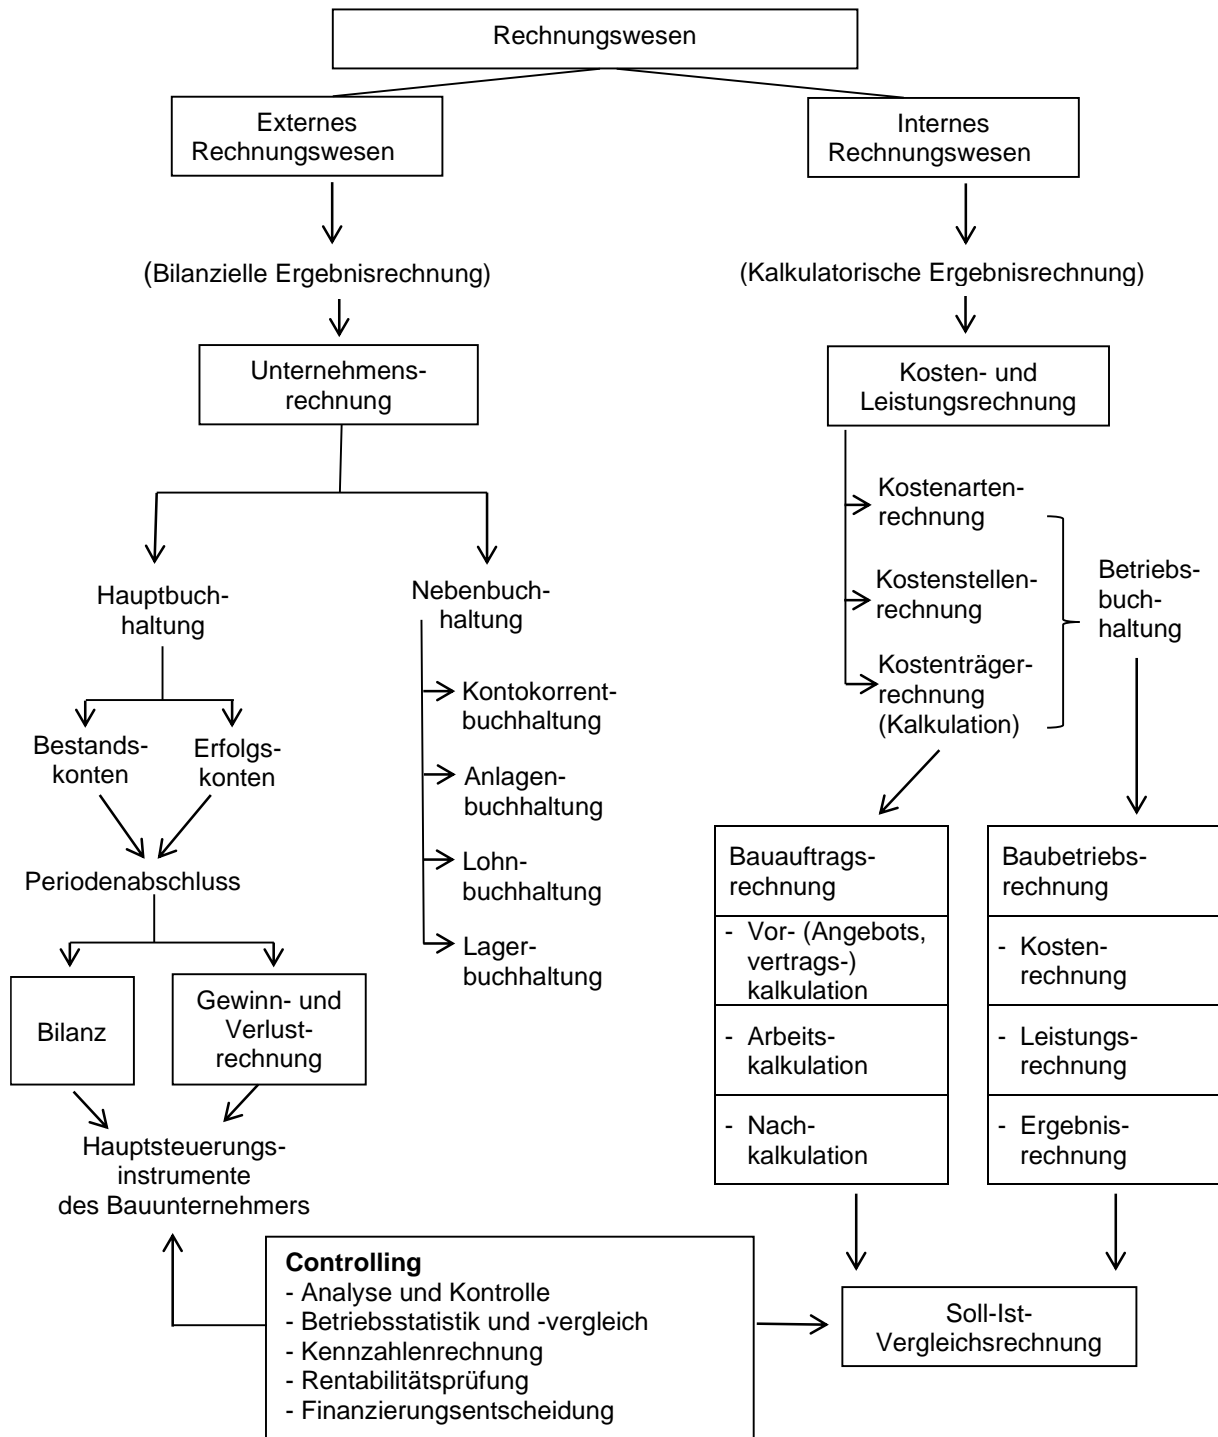 Rechnungswesen
Externes
Rechnungswesen
Internes
Rechnungswesen
(Bilanzielle Ergebnisrechnung)
(Kalkulatorische Ergebnisrechnung)
Unternehmens-
rechnung
Kosten- und
Leistungsrechnung
Hauptbuch-
haltung
Nebenbuch-
haltung
Kostenarten-
rechnung
Kostenstellen-
rechnung
Kostenträger-
rechnung
(Kalkulation)
Betriebs-
buch-
haltung
Bestands-
konten
Erfolgs-
konten
Kontokorrent-
buchhaltung
Anlagen-
buchhaltung
Lohn-
buchhaltung
Lager-
buchhaltung
Periodenabschluss
Bilanz
Gewinn- und
Verlust-
rechnung
Hauptsteuerungs-
instrumente
des Bauunternehmers
Bauauftrags-
rechnung
- Vor- (Angebots,
vertrags-)
kalkulation
- Arbeits-
kalkulation
- Nach-
kalkulation
Baubetriebs-
rechnung
- Kosten-
rechnung
- Leistungs-
rechnung
- Ergebnis-
rechnung
Controlling
- Analyse und Kontrolle
- Betriebsstatistik und -vergleich
- Kennzahlenrechnung
- Rentabilitätsprüfung
- Finanzierungsentscheidung
Soll-Ist-
Vergleichsrechnung